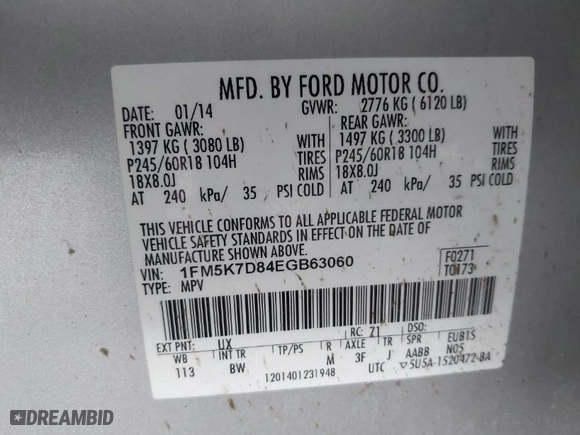 MFD. BY FORD MOTOR CO.
DATE: 01/14 GVWR: 2776 KG ( 6120 LB)
FRONT GAWR: REAR GAWR:
1397 KG ( 3080 LB) WITH 1497 KG ( 3300 LB) WITH
P245/60R18 104H TIRES P245/60R18 104H TIRES
18X8.0J RIMS 18X8.0J RIMS
AT 240 kPa/ 35 PSI COLD AT 240 kPa/ 35 PSI COLD
THIS VEHICLE CONFORMS TO ALL APPLICABLE FEDERAL MOTOR
VEHICLE SAFETY STANDARDS IN EFFECT ON THE DATE OF
MANUFACTURE SHOWN ABOVE.
VIN: 1FM5K7D84EGB63060 F0271
TYPE: MPV T0173
EXT PNT: UX RC: Z1 DSO:
WB INT TR TP/PS R AXLE TR SPR EUB1S
113 BW M 3F J AABB N05
1201401231948 UTC ▽5U5A-1520472-BA
DREAMBID